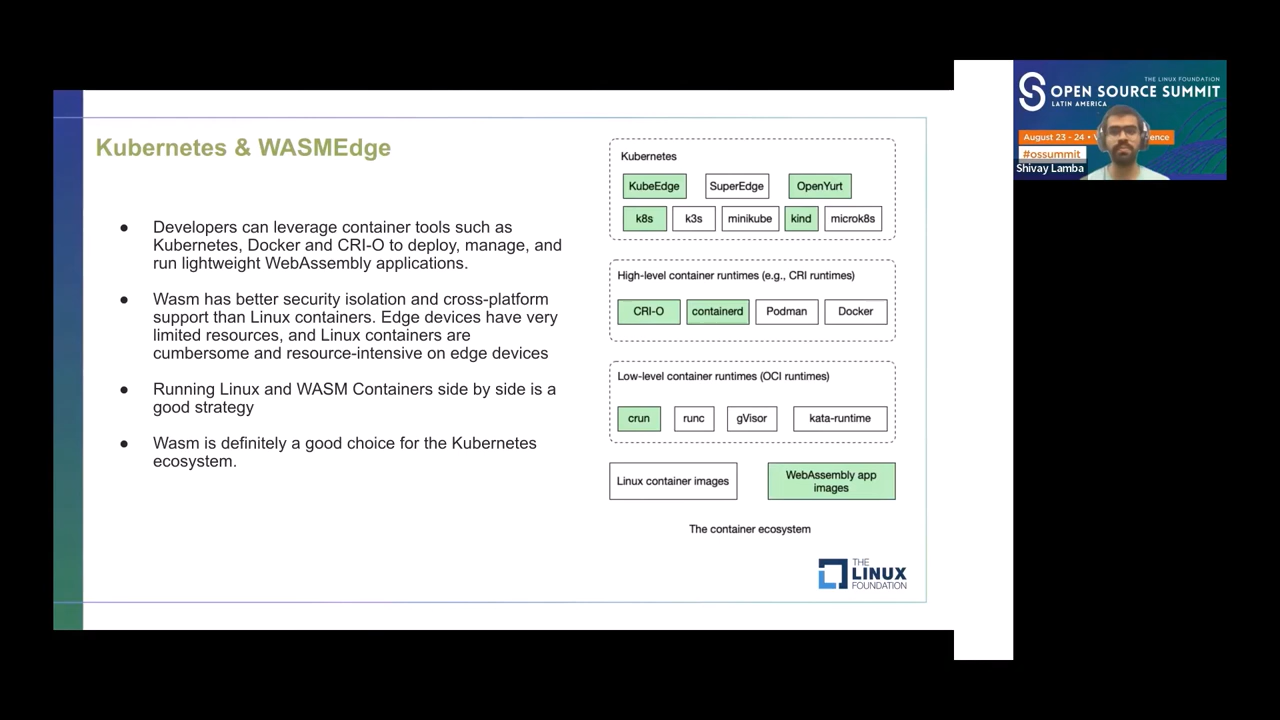 Kubernetes & WASMEdge
● Developers can leverage container tools such as
Kubernetes, Docker and CRI-O to deploy, manage, and
run lightweight WebAssembly applications.
● Wasm has better security isolation and cross-platform
support than Linux containers. Edge devices have very
limited resources, and Linux containers are
cumbersome and resource-intensive on edge devices
● Running Linux and WASM Containers side by side is a
good strategy
● Wasm is definitely a good choice for the Kubernetes
ecosystem.
Kubernetes
KubeEdge SuperEdge OpenYurt
k8s k3s minikube kind microk8s
High-level container runtimes (e.g., CRI runtimes)
CRI-O containerd Podman Docker
Low-level container runtimes (OCI runtimes)
crun runc gVisor kata-runtime
Linux container images
WebAssembly app
images
The container ecosystem
THE
LINUX
FOUNDATION
THE LINUX FOUNDATION
OPEN SOURCE SUMMIT
LATIN AMERICA
August 23 - 24 •
#ossummit
Shivay Lamba